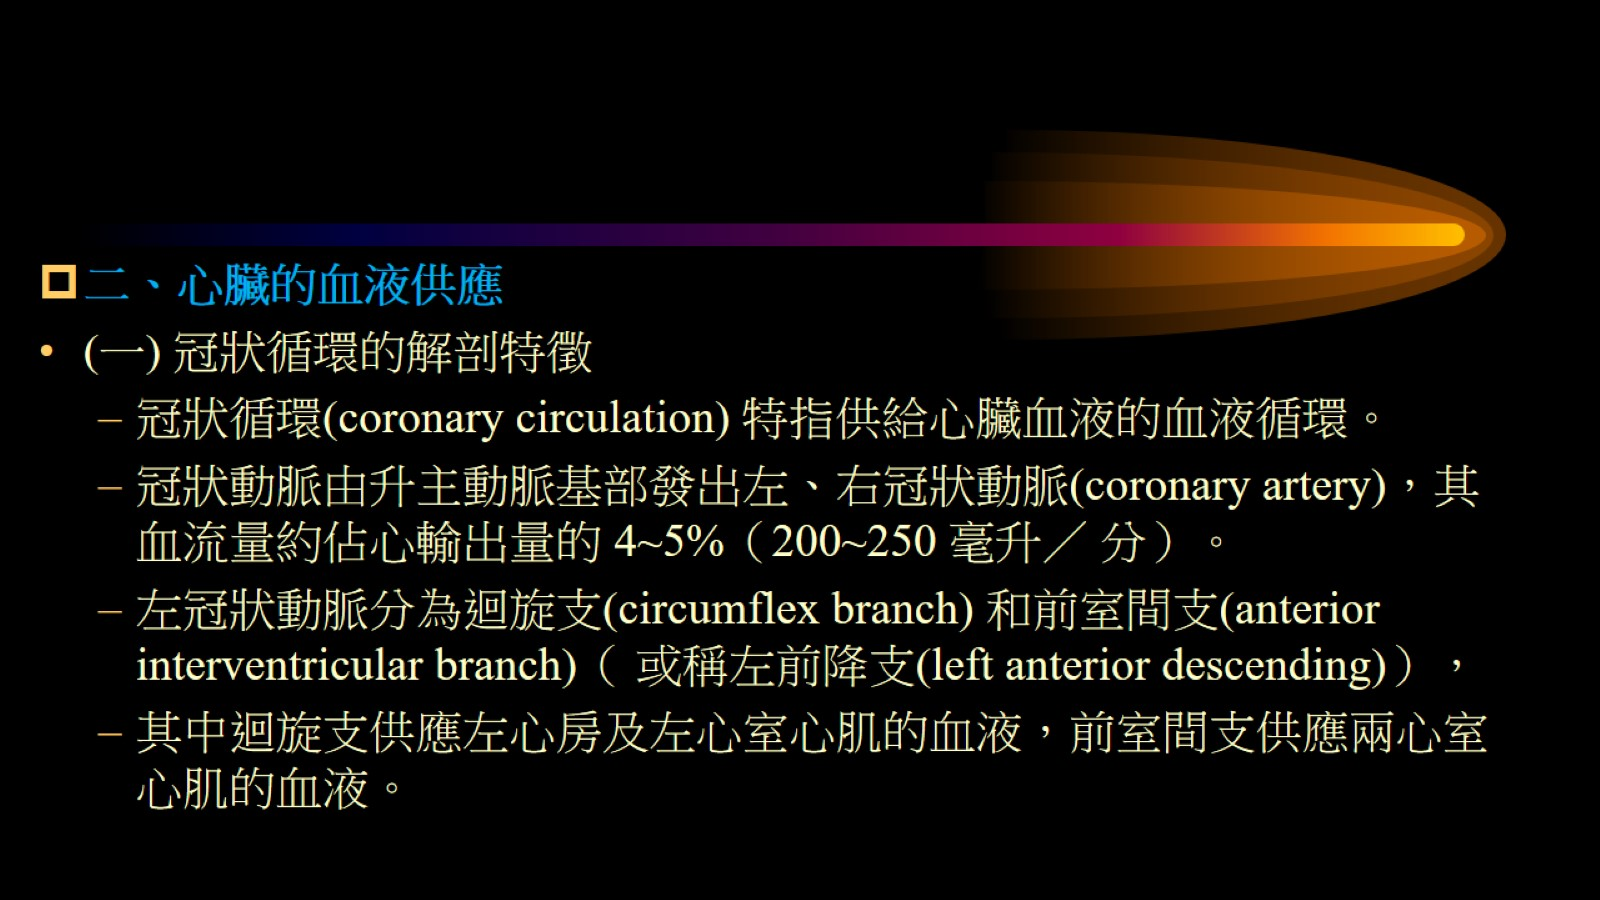 二、心臟的血液供應
• (一) 冠狀循環的解剖特徵
– 冠狀循環(coronary circulation) 特指供給心臟血液的血液循環。
– 冠狀動脈由升主動脈基部發出左、右冠狀動脈(coronary artery)，其
血流量約佔心輸出量的 4~5%（200~250 毫升／ 分）。
– 左冠狀動脈分為迴旋支(circumflex branch) 和前室間支(anterior
interventricular branch)（ 或稱左前降支(left anterior descending)），
– 其中迴旋支供應左心房及左心室心肌的血液，前室間支供應兩心室
心肌的血液。